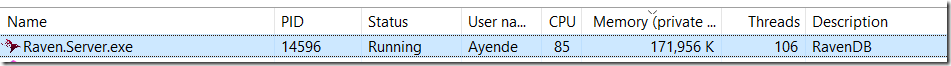 Name PID Status User na... CPU Memory (private ... Threads Description
Raven.Server.exe 14596 Running Ayende 85 171,956 K 106 RavenDB